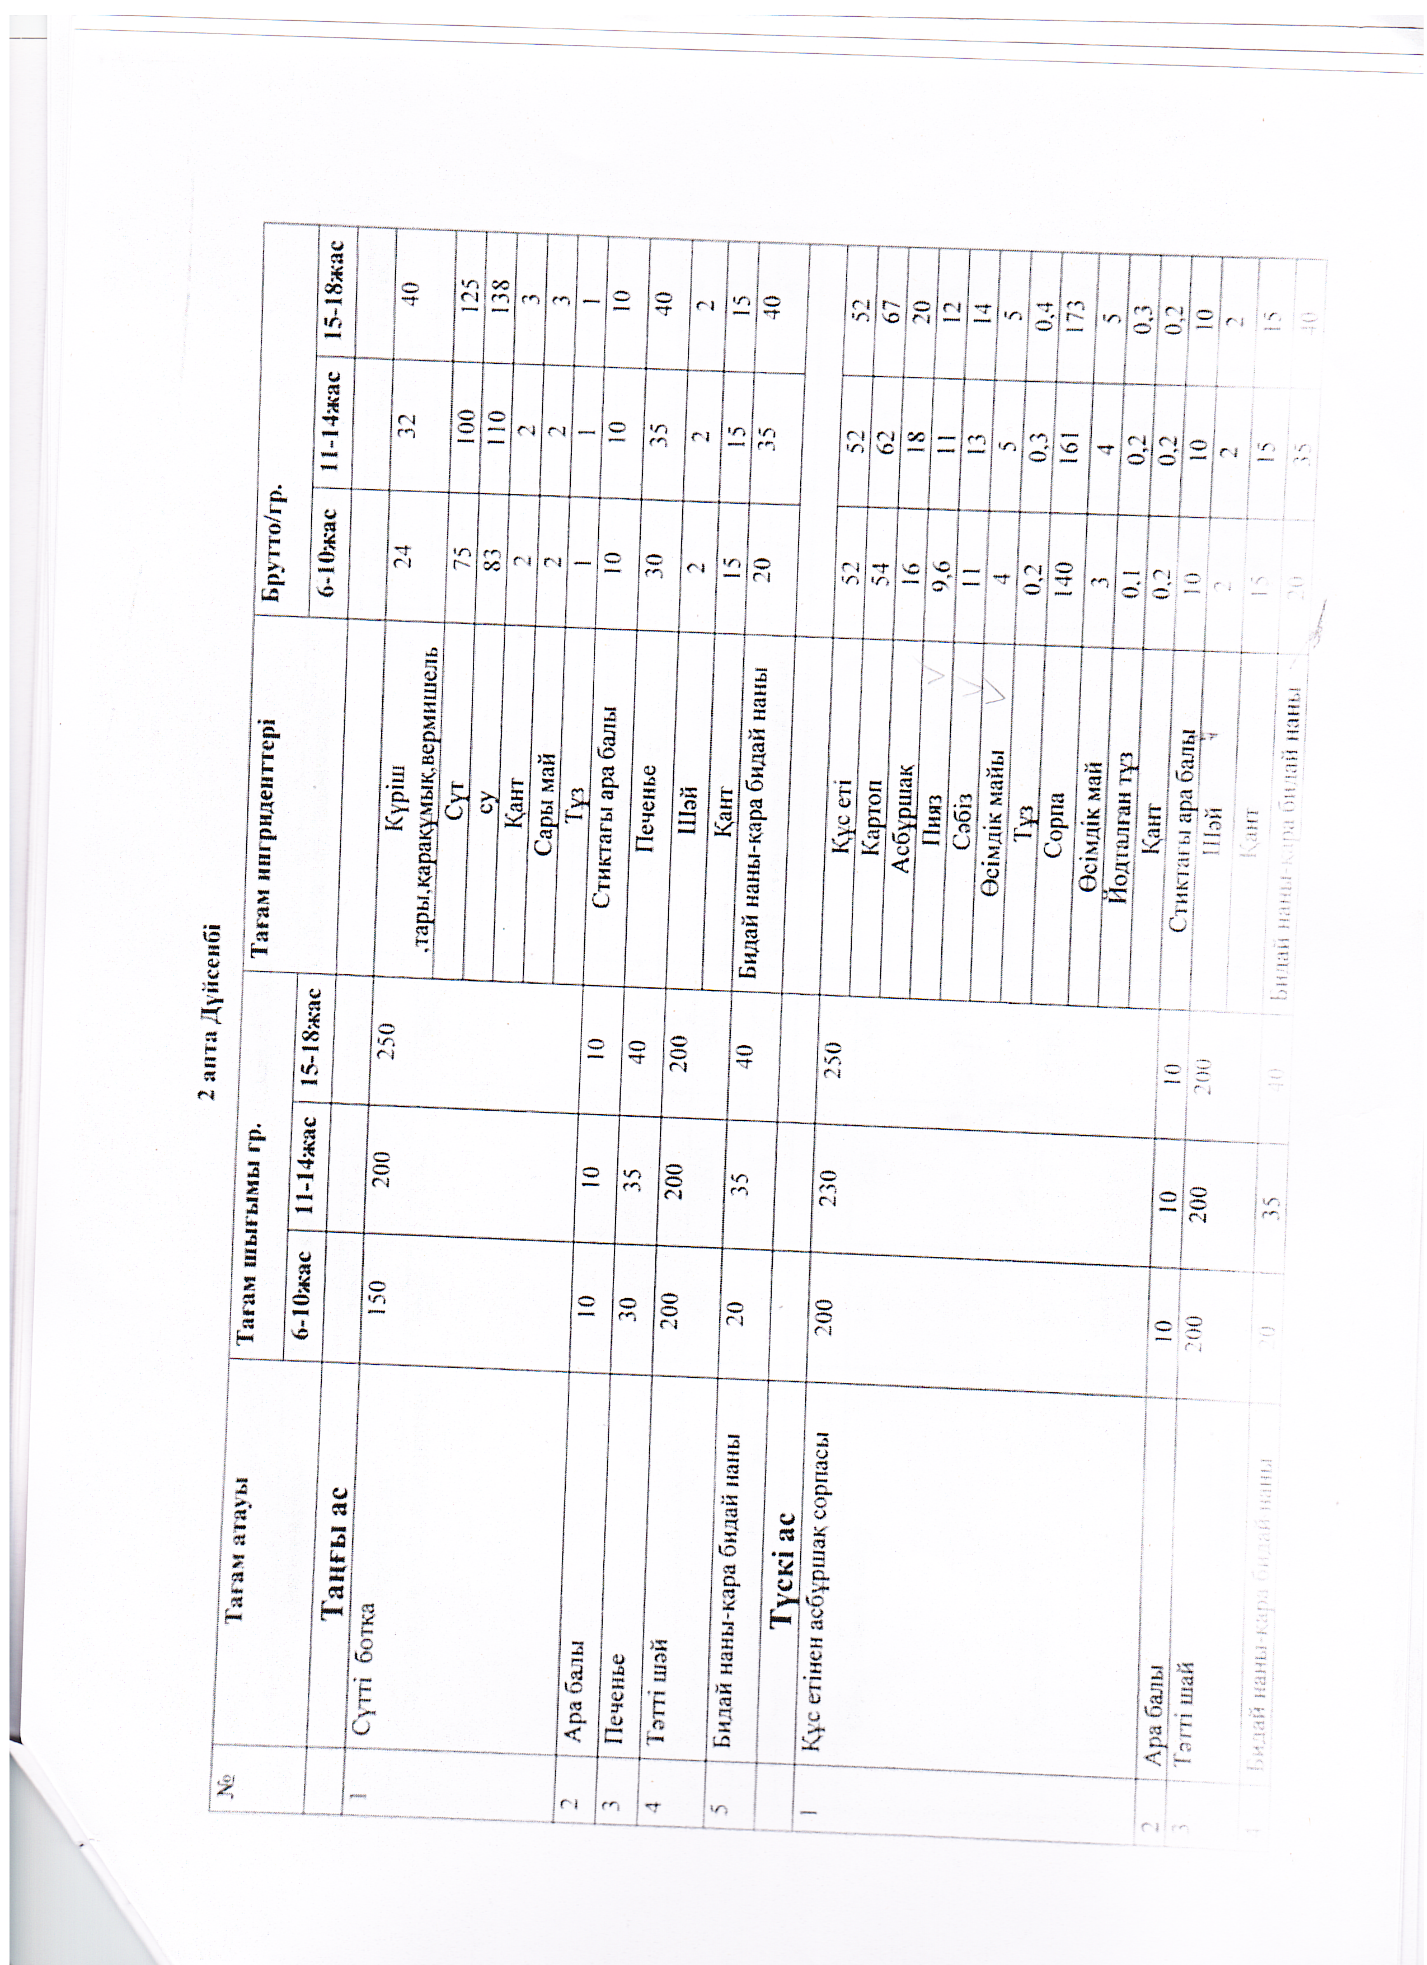 2 апта Дүйсенбі
№ Тағам атауы Тағам шығымы гр. Тағам ингриденттері Брутто/гр.
6-10жас 11-14жас 15-18жас 6-10жас 11-14жас 15-18жас
Таңғы ас
1 Сүтті ботка 150 200 250 Күріш
,тары,қарақұмық,вермишель 24 32 40
Сүт 75 100 125
су 83 110 138
Қант 2 2 3
Сары май 2 2 3
Тұз 1 1 1
2 Ара балы 10 10 10 Стиктағы ара балы 10 10 10
3 Печенье 30 35 40 Печенье 30 35 40
4 Тәтті шәй 200 200 200 Шәй 2 2 2
Қант 15 15 15
5 Бидай наны-кара бидай наны 20 35 40 Бидай наны-қара бидай наны 20 35 40
Түскі ас
1 Құс етінен асбұршақ сорпасы 200 230 250 Құс еті 52 52 52
Картоп 54 62 67
Асбұршақ 16 18 20
Пияз 9,6 11 12
Сәбіз 11 13 14
Өсімдік майы 4 5 5
Тұз 0,2 0,3 0,4
Сорпа 140 161 173
Өсімдік май 3 4 5
Йодталған тұз 0,1 0,2 0,3
Қант 0,2 0,2 0,2
2 Ара балы 10 10 10 Стиктағы ара балы 10 10 10
3 Тәтті шай 200 200 200 Шәй 2 2 2
Қант 15 15 15
4 Бидай наны-кара бидай наны 20 35 40 Бидай наны-қара бидай наны 20 35 40